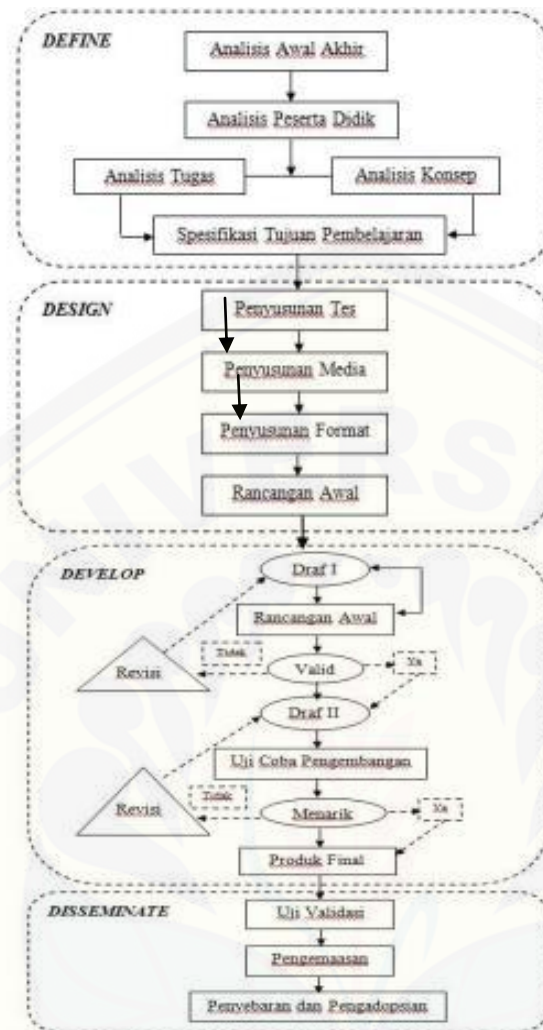 DEFINE
Analisis Awal Akhir
Analisis Peserta Didik
Analisis Tugas
Analisis Konsep
Spesifikasi Tujuan Pembelajaran
DESIGN
Penyusunan Tes
Penyusunan Media
Penyusunan Format
Rancangan Awal
DEVELOP
Draf I
Rancangan Awal
Tidak
Revisi
Valid
Ya
Draf II
Uji Coba Pengembangan
Tidak
Revisi
Menarik
Ya
Produk Final
DISSEMINATE
Uji Validasi
Pengemaasan
Penyebaran dan Pengadopsian